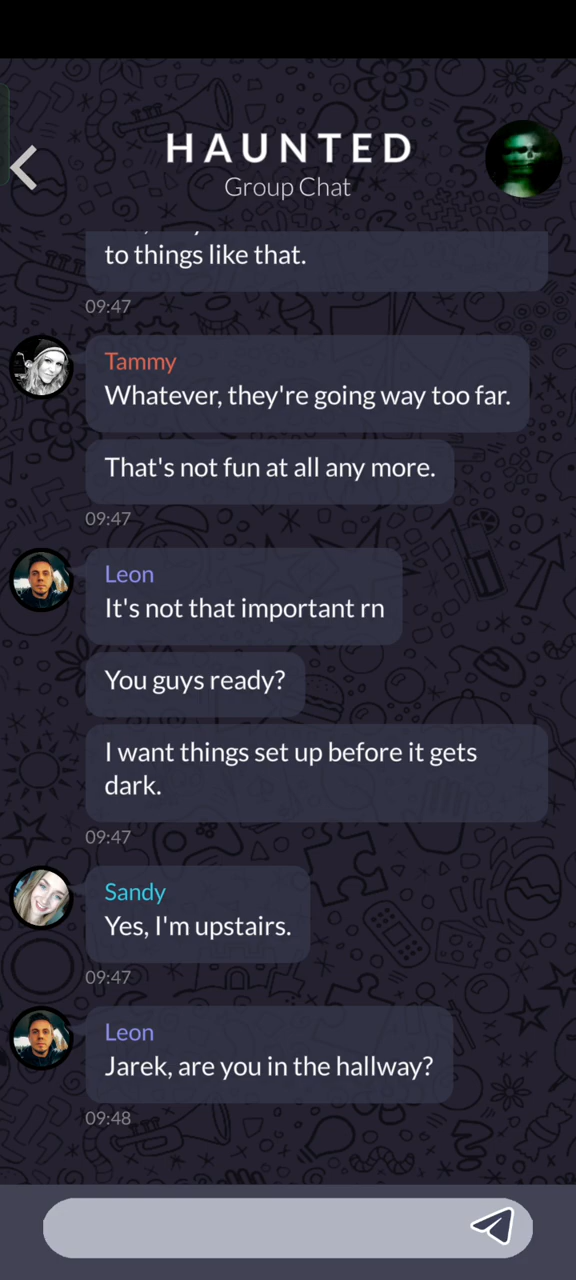 HAUNTED
Group Chat
to things like that.
09:47
Tammy
Whatever, they're going way too far.
That's not fun at all any more.
09:47
Leon
It's not that important rn
You guys ready?
I want things set up before it gets
dark.
09:47
Sandy
Yes, I'm upstairs.
09:47
Leon
Jarek, are you in the hallway?
09:48